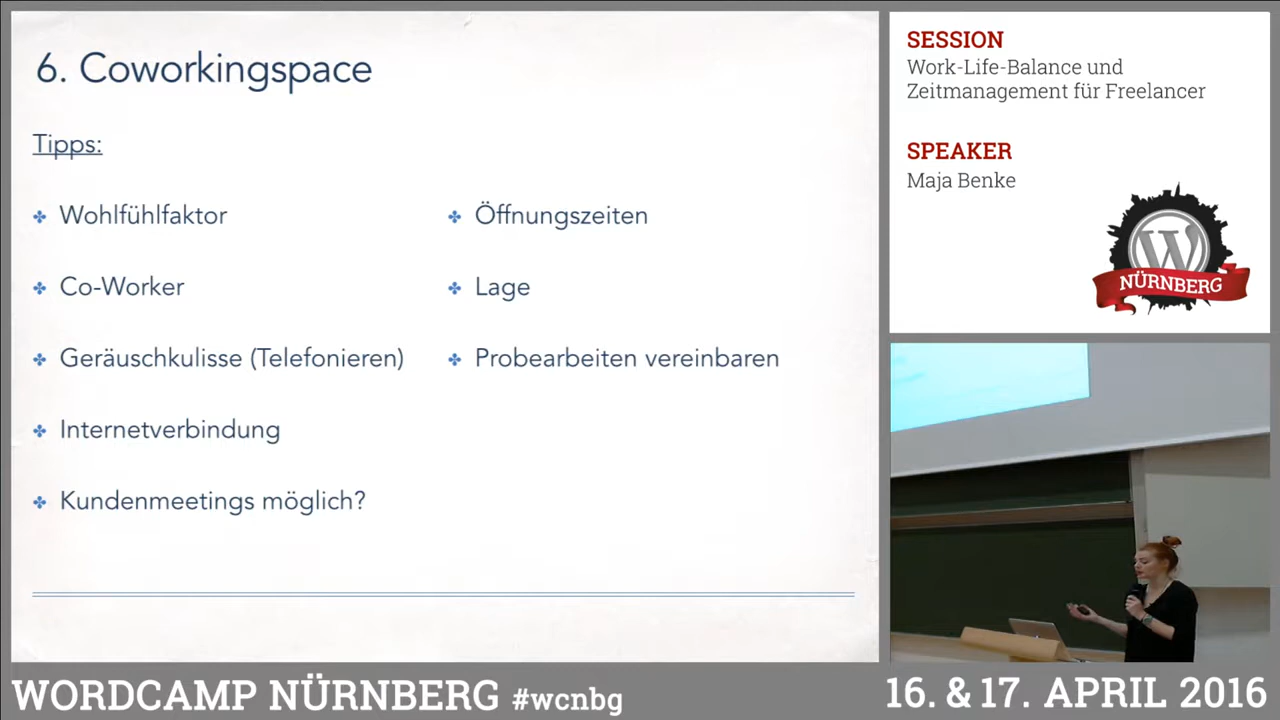 6. Coworkingspace
Tipps:
Wohlfühlfaktor
Co-Worker
Geräuschkulisse (Telefonieren)
Internetverbindung
Kundenmeetings möglich?
Öffnungszeiten
Lage
Probearbeiten vereinbaren
SESSION
Work-Life-Balance und
Zeitmanagement für Freelancer
SPEAKER
Maja Benke
W
NÜRNBERG
WORDCAMP NÜRNBERG #wcnbg
16. & 17. APRIL 2016